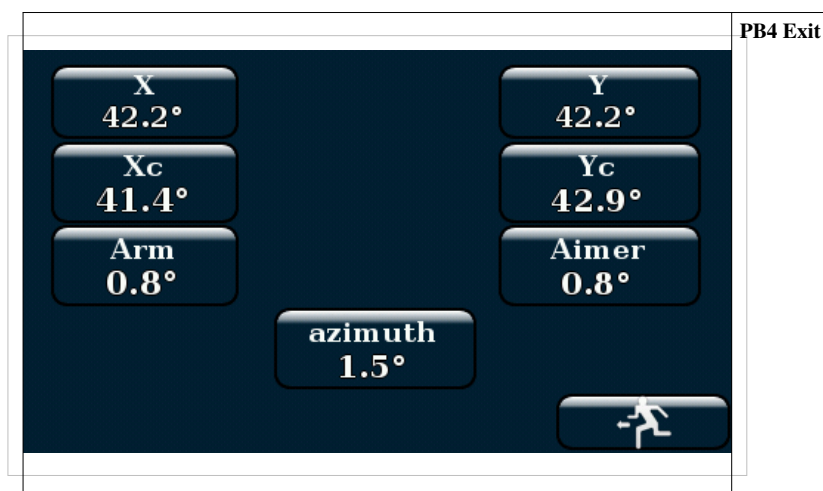 PB4 Exit
X
42.2°
Y
42.2°
Xc
41.4°
Yc
42.9°
Arm
0.8°
Aimer
0.8°
azimuth
1.5°